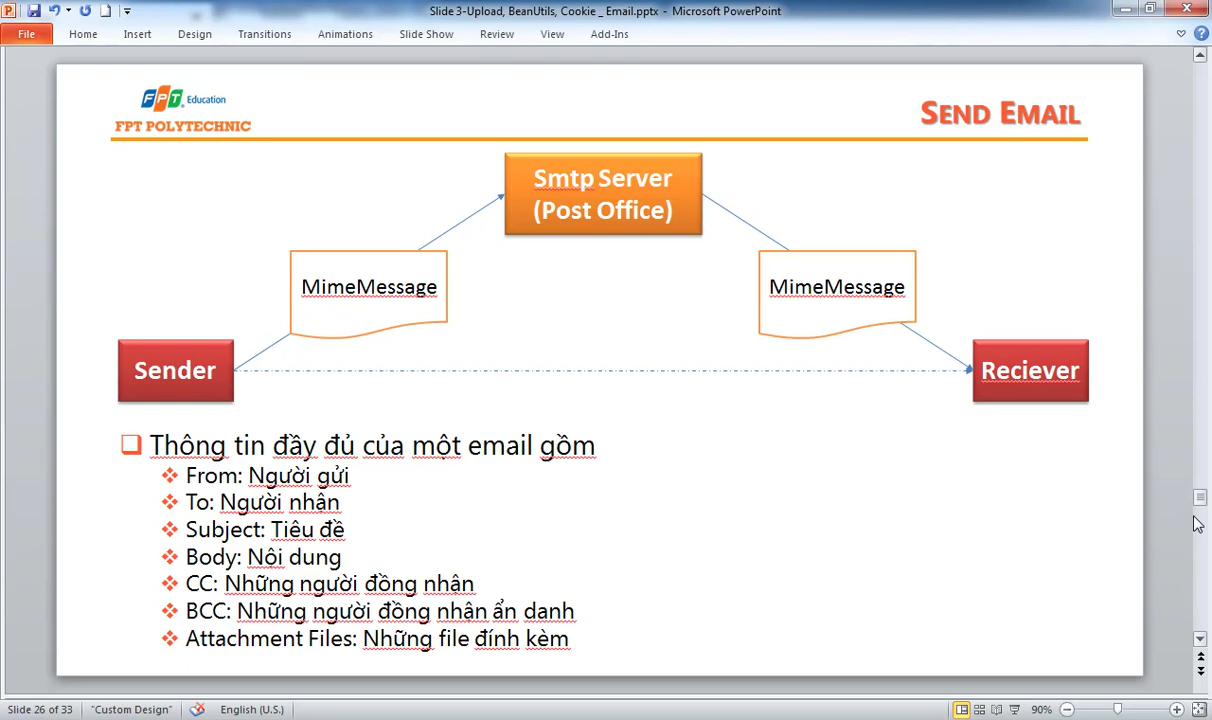 Slide 3-Upload, BeanUtils, Cookie _ Email.pptx - Microsoft PowerPoint
File Home Insert Design Transitions Animations Slide Show Review View Add-Ins
FPT Education
FPT POLYTECHNIC
SEND EMAIL
Smtp Server
(Post Office)
MimeMessage
MimeMessage
Sender
Reciever
Thông tin đầy đủ của một email gồm
From: Người gửi
To: Người nhận
Subject: Tiêu đề
Body: Nội dung
CC: Những người đồng nhận
BCC: Những người đồng nhận ẩn danh
Attachment Files: Những file đính kèm
Slide 26 of 33 "Custom Design" English (U.S.) 90%